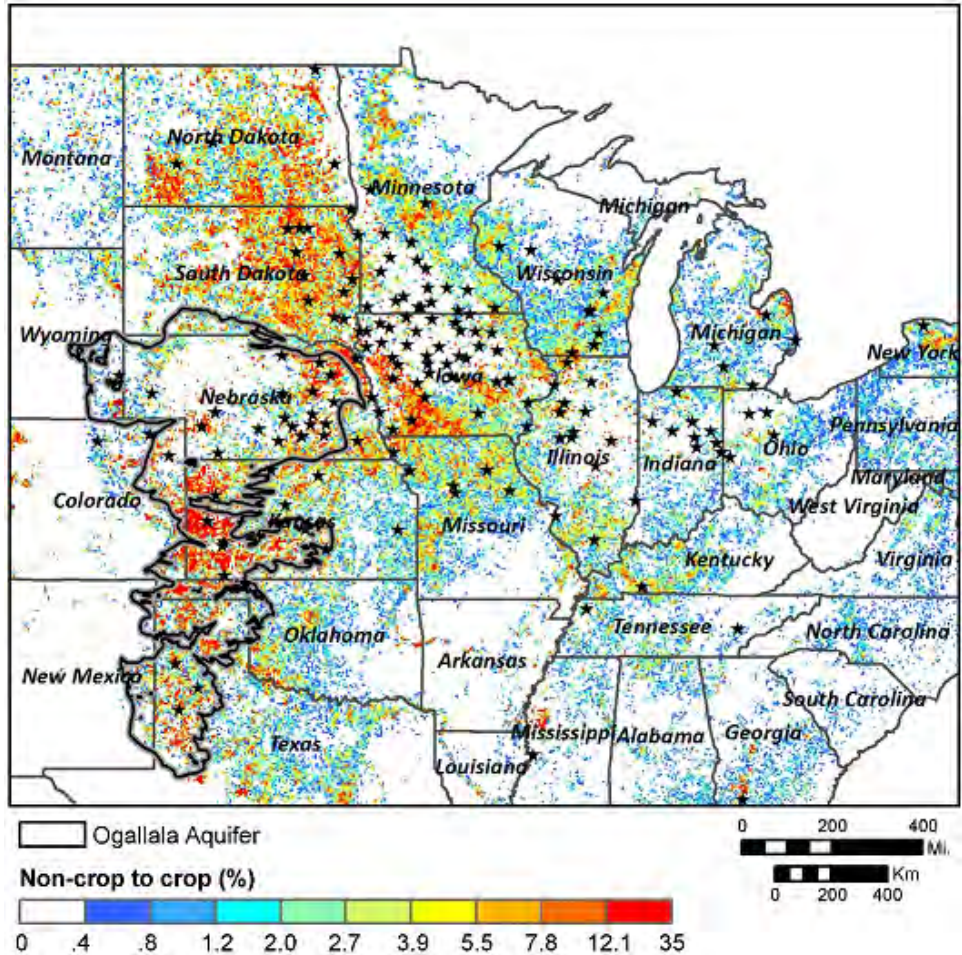 North Dakota
Montana
Minnesota
Michigan
South Dakota
Wisconsin
Wyoming
Michigan
New York
Iowa
Nebraska
Pennsylvania
Ohio
Illinois
Indiana
Maryland
Colorado
West Virginia
Kansas
Missouri
Kentucky
Virginia
Oklahoma
Tennessee
North Carolina
Arkansas
New Mexico
South Carolina
Texas
Mississippi
Alabama
Georgia
Louisiana
Ogallala Aquifer
0 200 400
Mi.
Km
0 200 400
Non-crop to crop (%)
0 .4 .8 1.2 2.0 2.7 3.9 5.5 7.8 12.1 35